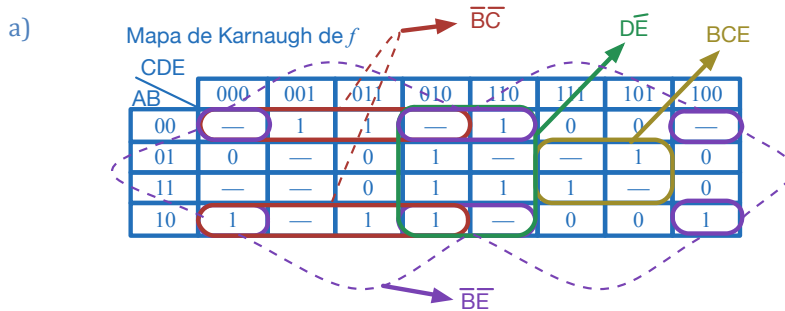 a)
Mapa de Karnaugh de f
B̅C̅
DE̅
BCE
CDE
AB
000 001 011 010 110 111 101 100
00 — 1 1 — 1 0 0 —
01 0 — 0 1 — — 1 0
11 — — 0 1 1 1 — 0
10 1 — 1 1 — 0 0 1
B̅E̅